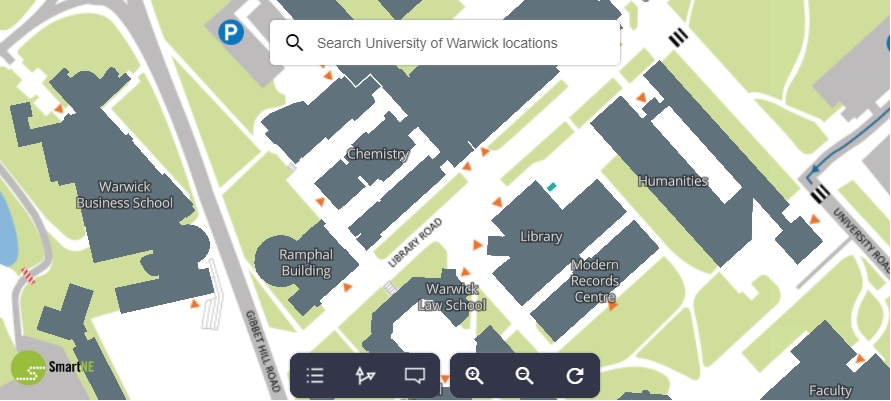 P
Search University of Warwick locations
Chemistry
Warwick
Business School
Humanities
UNIVERSITY ROAD
Library
LIBRARY ROAD
Ramphal
Building
Modern
Records
Centre
Warwick
Law School
GIBBET HILL ROAD
SmartNE
Faculty